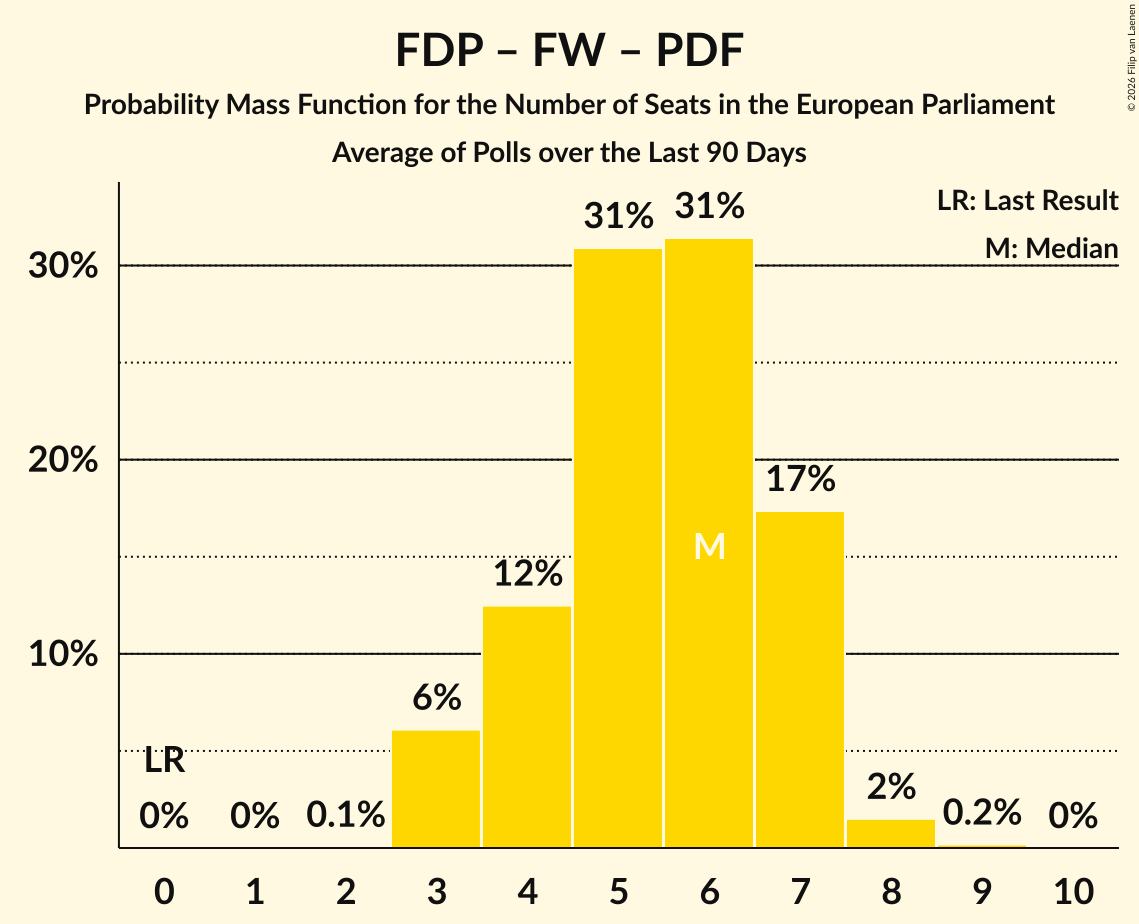 FDP – FW – PDF
Probability Mass Function for the Number of Seats in the European Parliament
Average of Polls over the Last 90 Days
© 2026 Filip van Laenen
LR: Last Result
M: Median
31%
31%
30%
20%
17%
M
12%
10%
6%
LR
2%
0%
0%
0.1%
0.2%
0%
0 1 2 3 4 5 6 7 8 9 10